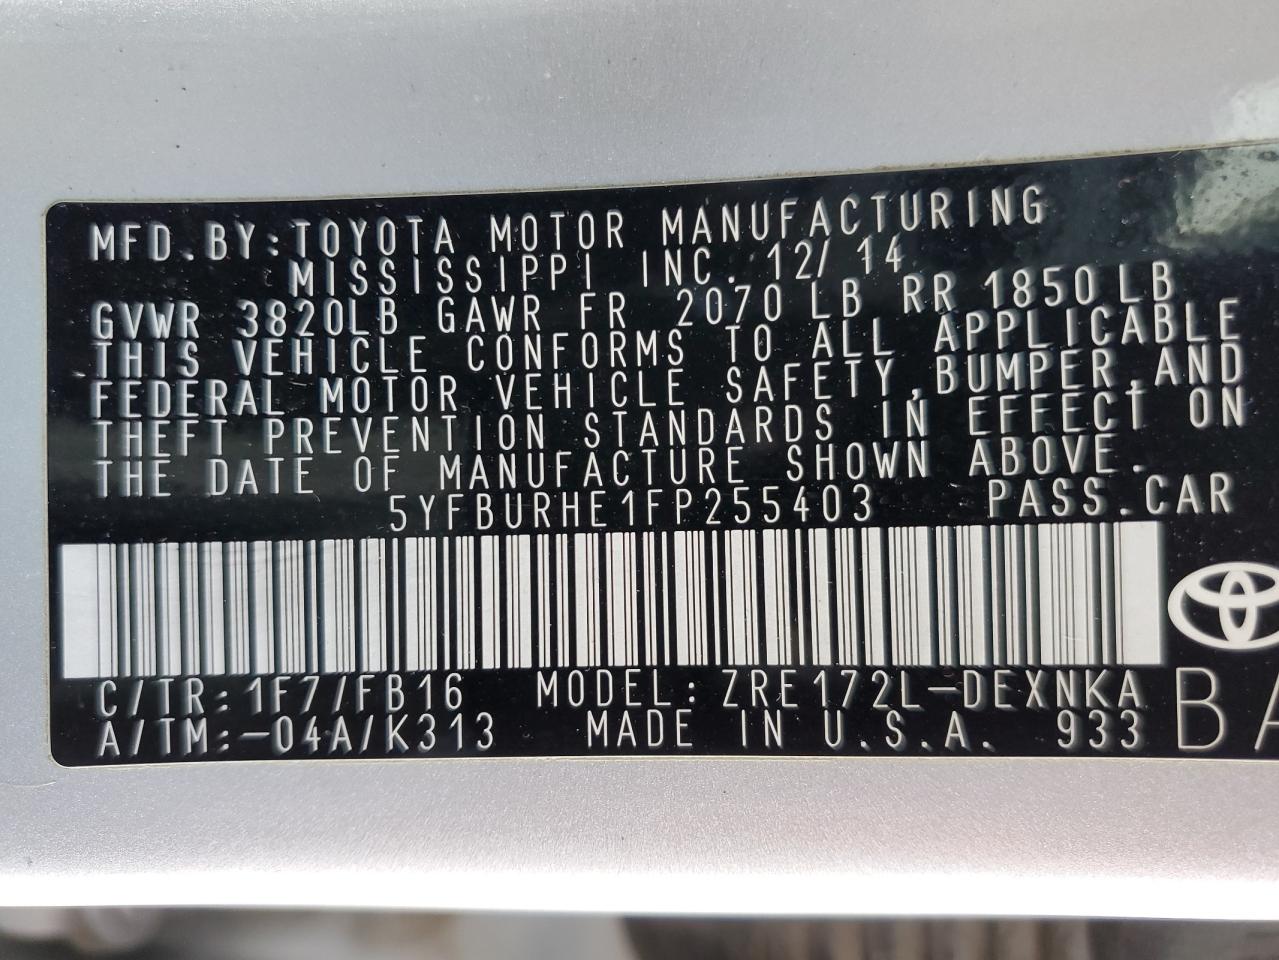 MFD.BY:TOYOTA MOTOR MANUFACTURING
MISSISSIPPI INC. 12/ 14
GVWR 3820LB GAWR FR 2070 LB RR 1850 LB
THIS VEHICLE CONFORMS TO ALL APPLICABLE
FEDERAL MOTOR VEHICLE SAFETY,BUMPER,AND
THEFT PREVENTION STANDARDS IN EFFECT ON
THE DATE OF MANUFACTURE SHOWN ABOVE.
5YFBURHE1FP255403 PASS.CAR
C/TR:1F7/FB16 MODEL: ZRE172L-DEXNKA
A/TM:-04A/K313 MADE IN U.S.A. 933
BA